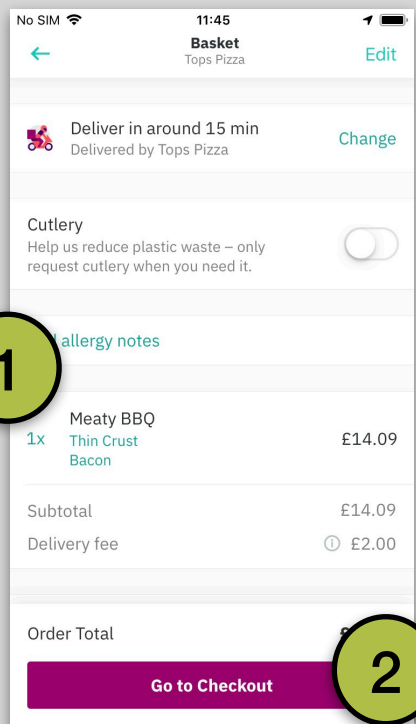 No SIM 11:45
Basket
Tops Pizza
Edit
Deliver in around 15 min
Delivered by Tops Pizza
Change
Cutlery
Help us reduce plastic waste – only
request cutlery when you need it.
allergy notes
1
Meaty BBQ
1x Thin Crust £14.09
Bacon
Subtotal £14.09
Delivery fee £2.00
Order Total
Go to Checkout
2